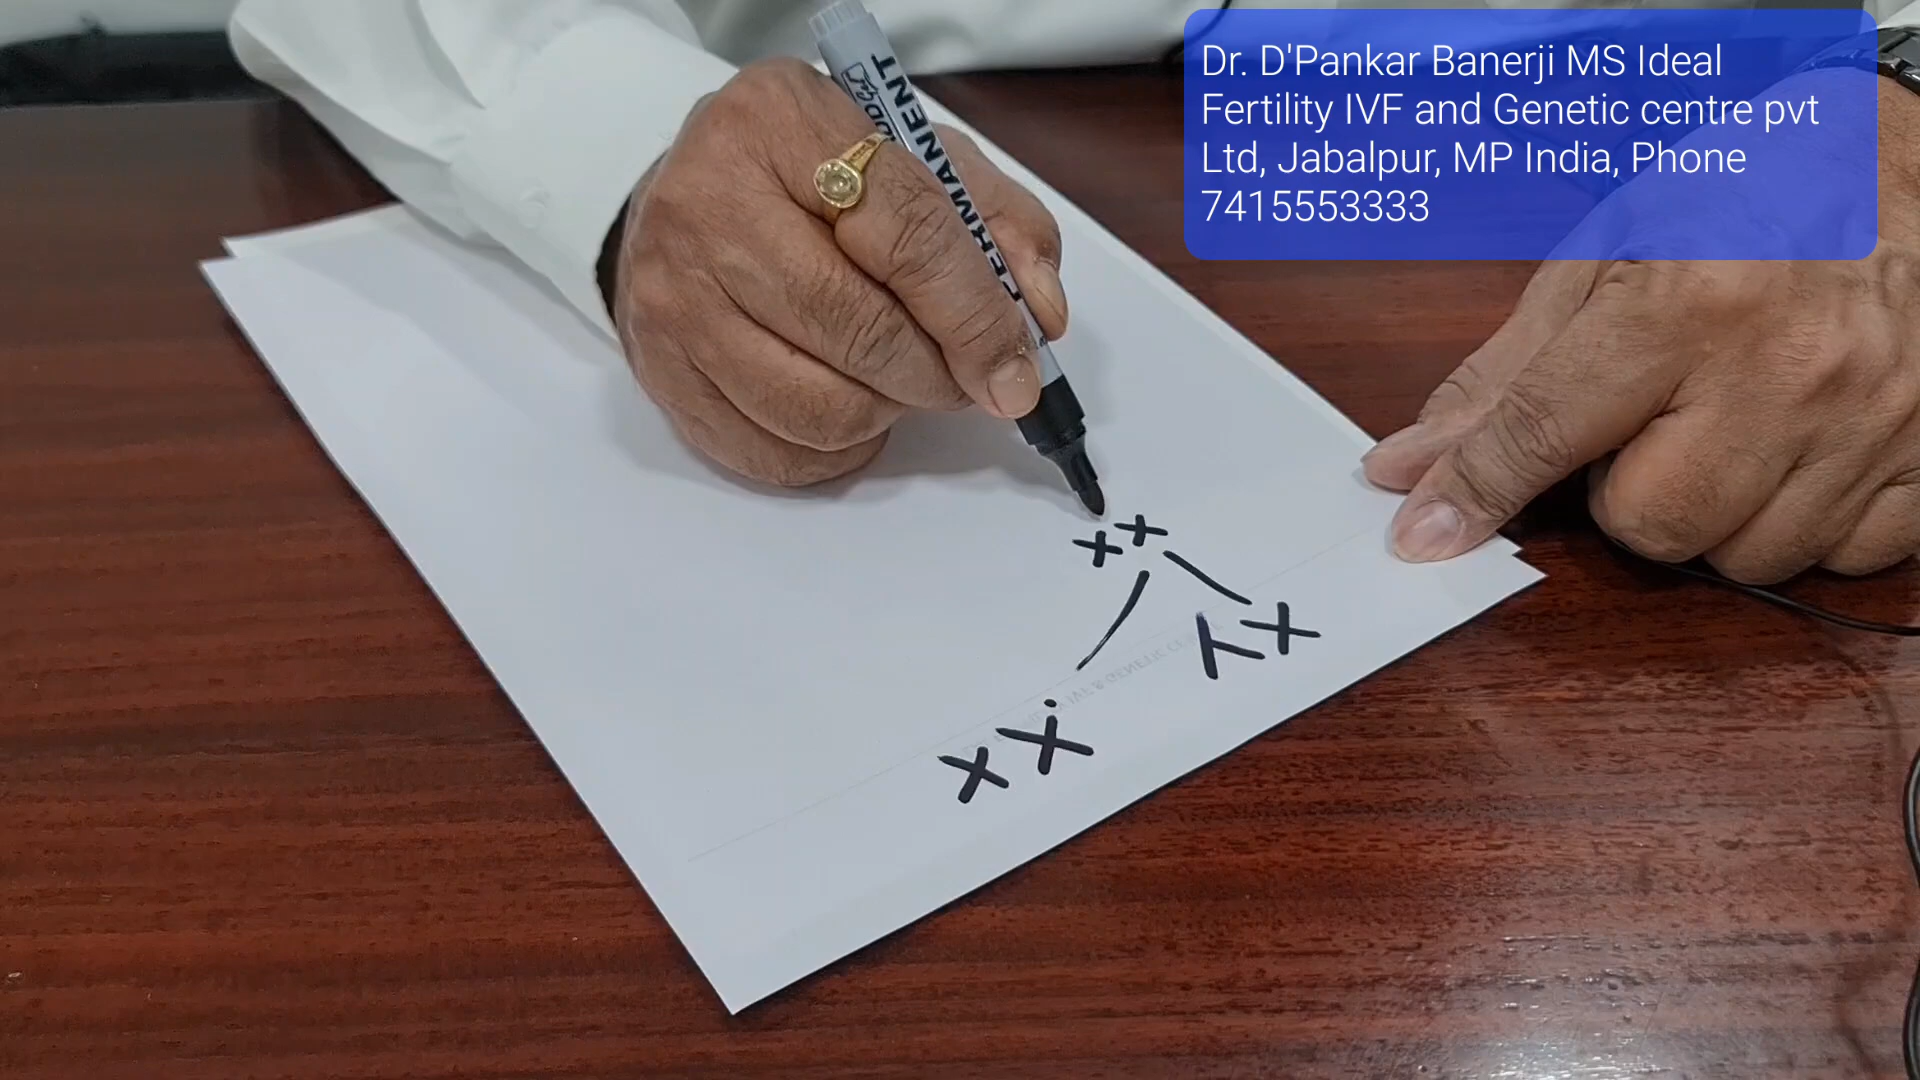 Dr. D'Pankar Banerji MS Ideal
Fertility IVF and Genetic centre pvt
Ltd, Jabalpur, MP India, Phone
7415553333
PERMANENT
XX
XY
XX